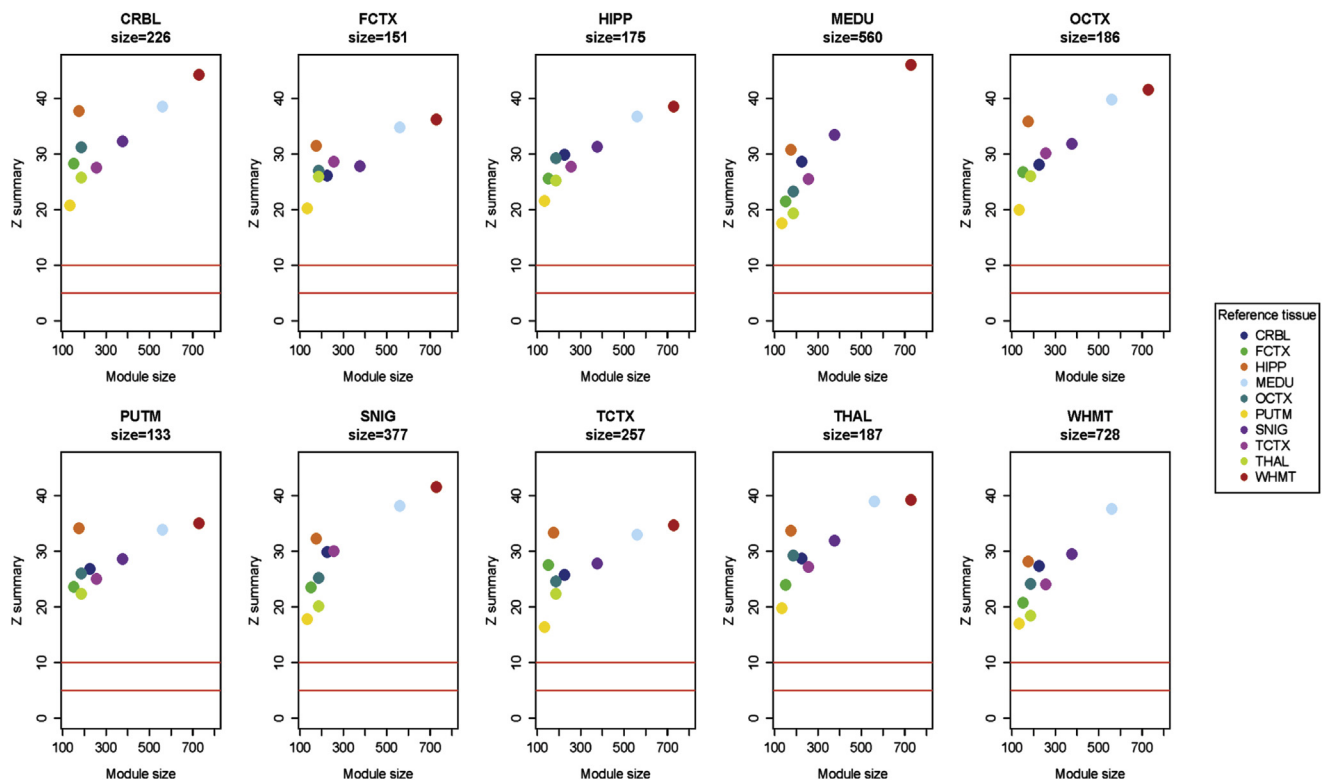 CRBL
size=226
FCTX
size=151
HIPP
size=175
MEDU
size=560
OCTX
size=186
Z summary
0 10 20 30 40
100 300 500 700
Module size
Z summary
0 10 20 30 40
100 300 500 700
Module size
Z summary
0 10 20 30 40
100 300 500 700
Module size
Z summary
0 10 20 30 40
100 300 500 700
Module size
Z summary
0 10 20 30 40
100 300 500 700
Module size
PUTM
size=133
SNIG
size=377
TCTX
size=257
THAL
size=187
WHMT
size=728
Z summary
0 10 20 30 40
100 300 500 700
Module size
Z summary
0 10 20 30 40
100 300 500 700
Module size
Z summary
0 10 20 30 40
100 300 500 700
Module size
Z summary
0 10 20 30 40
100 300 500 700
Module size
Z summary
0 10 20 30 40
100 300 500 700
Module size
Reference tissue
CRBL
FCTX
HIPP
MEDU
OCTX
PUTM
SNIG
TCTX
THAL
WHMT